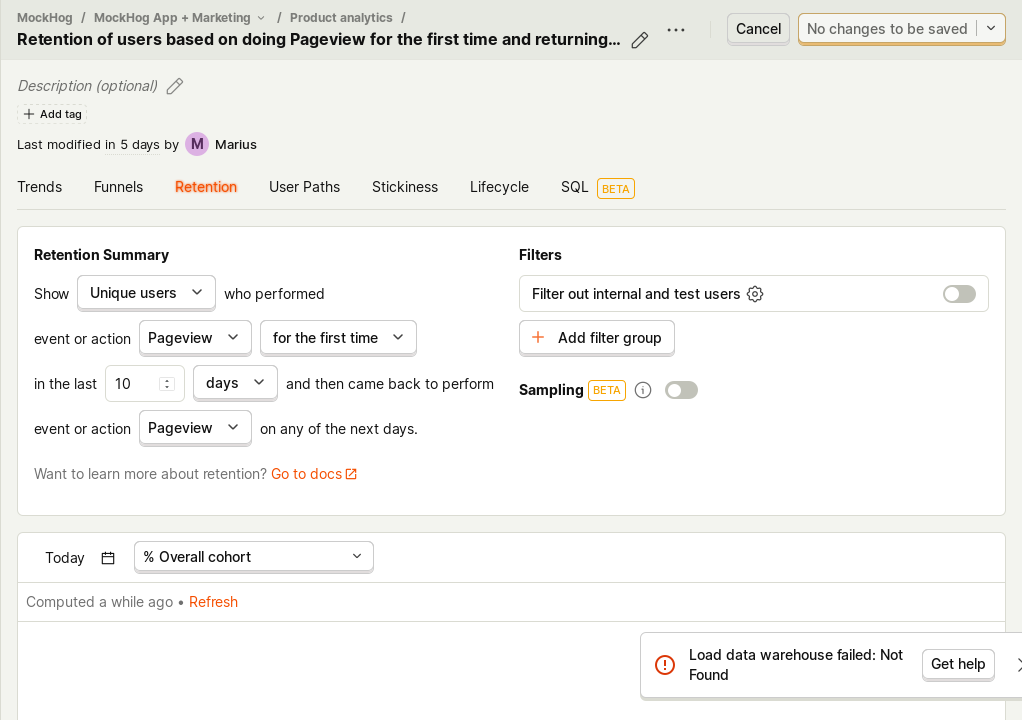 MockHog / MockHog App + Marketing / Product analytics /
Retention of users based on doing Pageview for the first time and returning...
Cancel
No changes to be saved
Description (optional)
Add tag
Last modified in 5 days by M Marius
Trends Funnels Retention User Paths Stickiness Lifecycle SQL BETA
Retention Summary
Show Unique users who performed
event or action Pageview for the first time
in the last 10 days and then came back to perform
event or action Pageview on any of the next days.
Want to learn more about retention? Go to docs
Filters
Filter out internal and test users
Add filter group
Sampling BETA
Today % Overall cohort
Computed a while ago • Refresh
Load data warehouse failed: Not
Found
Get help